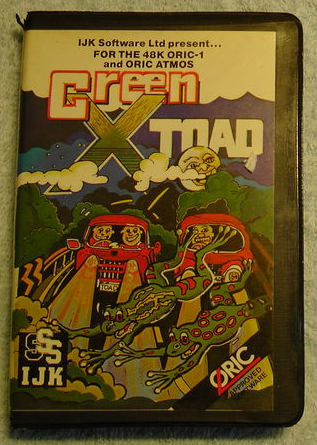 IJK Software Ltd present...
FOR THE 48K ORIC-1
and ORIC ATMOS
Green
X
TOAD
TOAD
SSS
IJK
ORIC
APPROVED
SOFTWARE